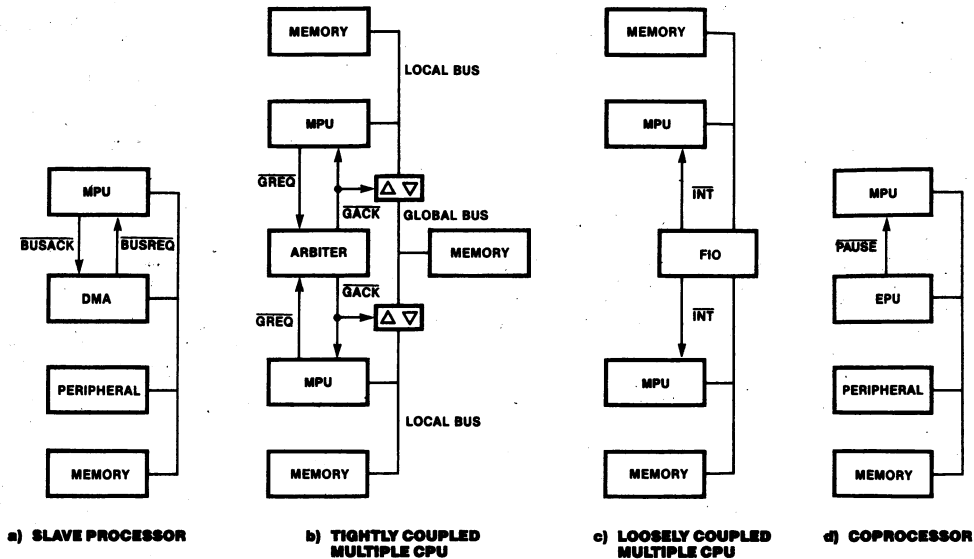 MPU
BUSACK
BUSREQ
DMA
PERIPHERAL
MEMORY
a) SLAVE PROCESSOR
MEMORY
LOCAL BUS
MPU
GREQ
GACK
GLOBAL BUS
ARBITER
MEMORY
GACK
GREQ
MPU
LOCAL BUS
MEMORY
b) TIGHTLY COUPLED
MULTIPLE CPU
MEMORY
MPU
INT
FIO
INT
MPU
MEMORY
c) LOOSELY COUPLED
MULTIPLE CPU
MPU
PAUSE
EPU
PERIPHERAL
MEMORY
d) COPROCESSOR